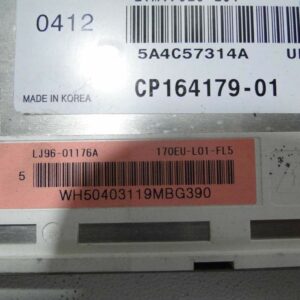 0412
5A4C57314A
MADE IN KOREA
CP164179-01
LJ96-01176A 170EU-L01-FL5
5
WH50403119MBG390